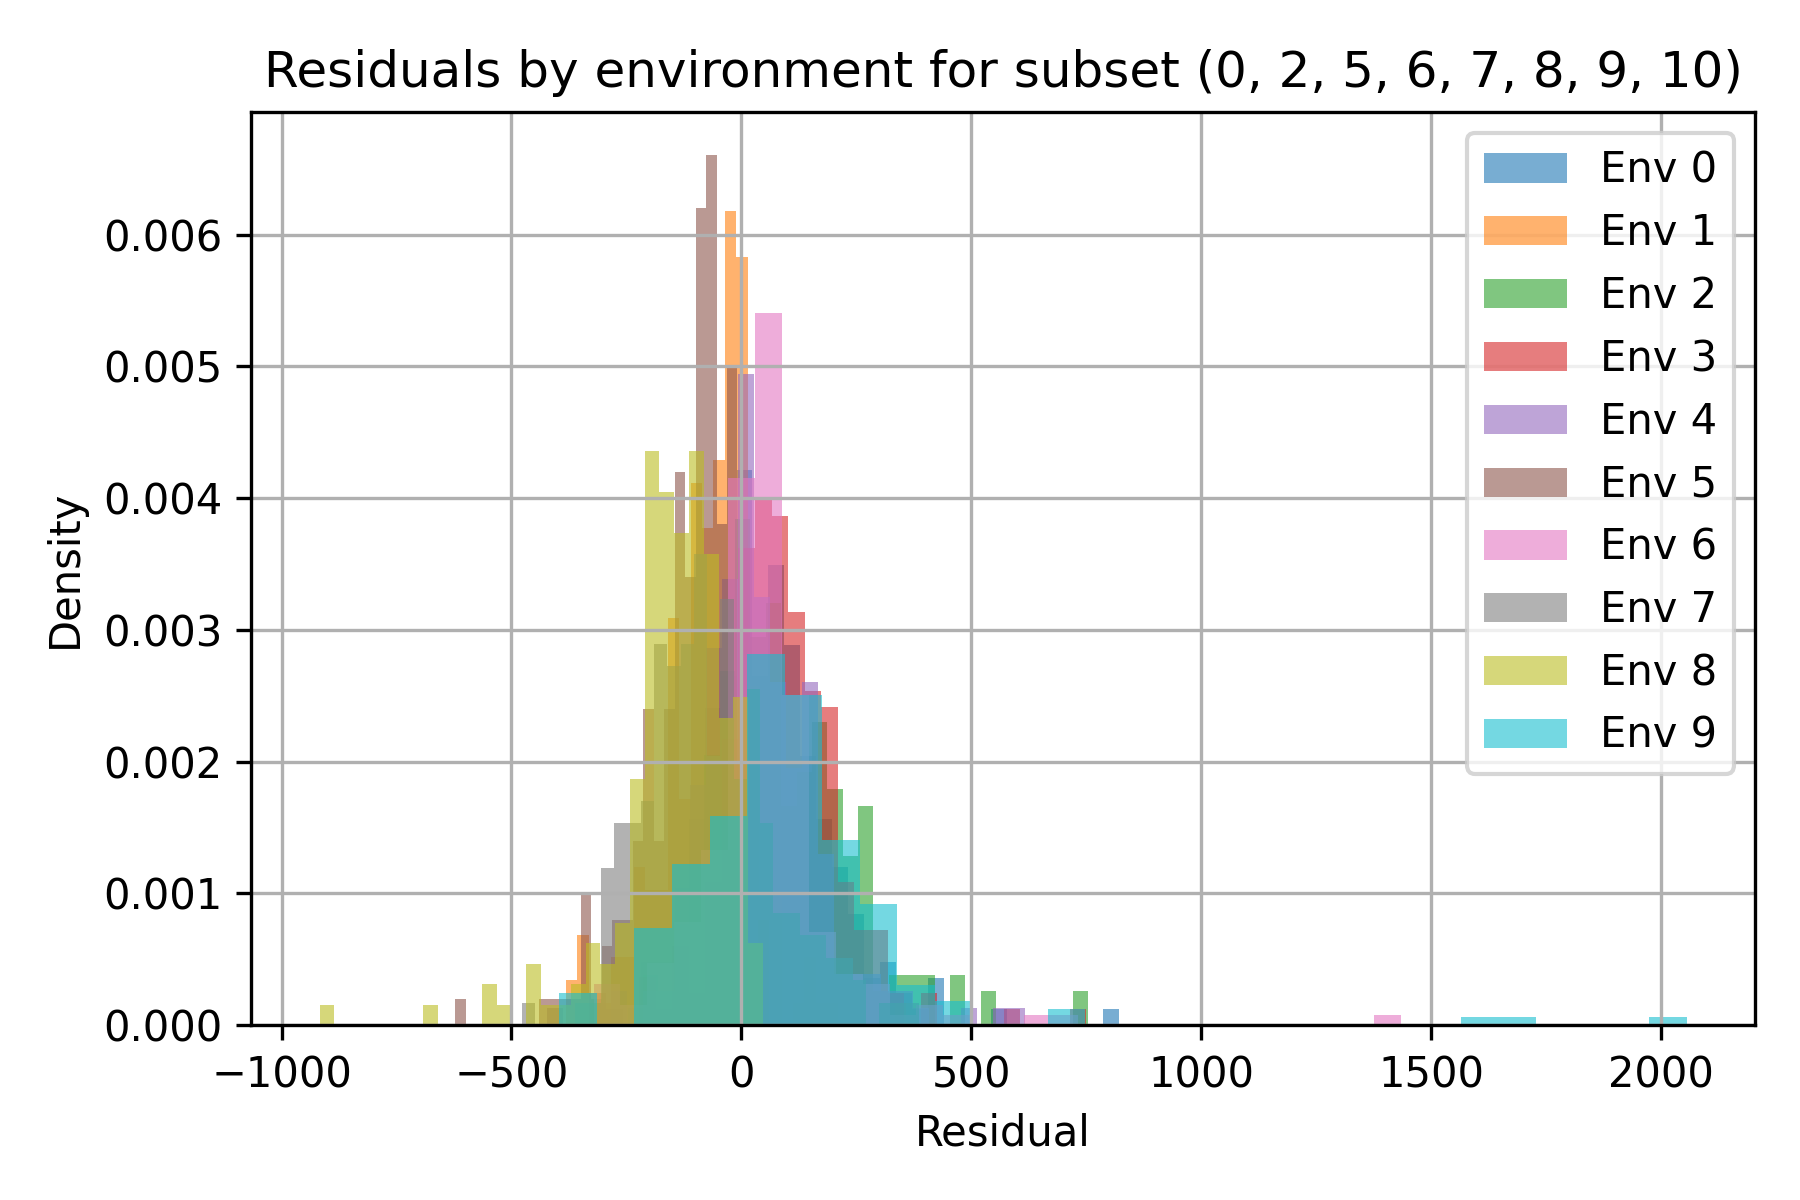 Residuals by environment for subset (0, 2, 5, 6, 7, 8, 9, 10)
Density
0.006
0.005
0.004
0.003
0.002
0.001
0.000
−1000
−500
0
500
1000
1500
2000
Residual
Env 0
Env 1
Env 2
Env 3
Env 4
Env 5
Env 6
Env 7
Env 8
Env 9